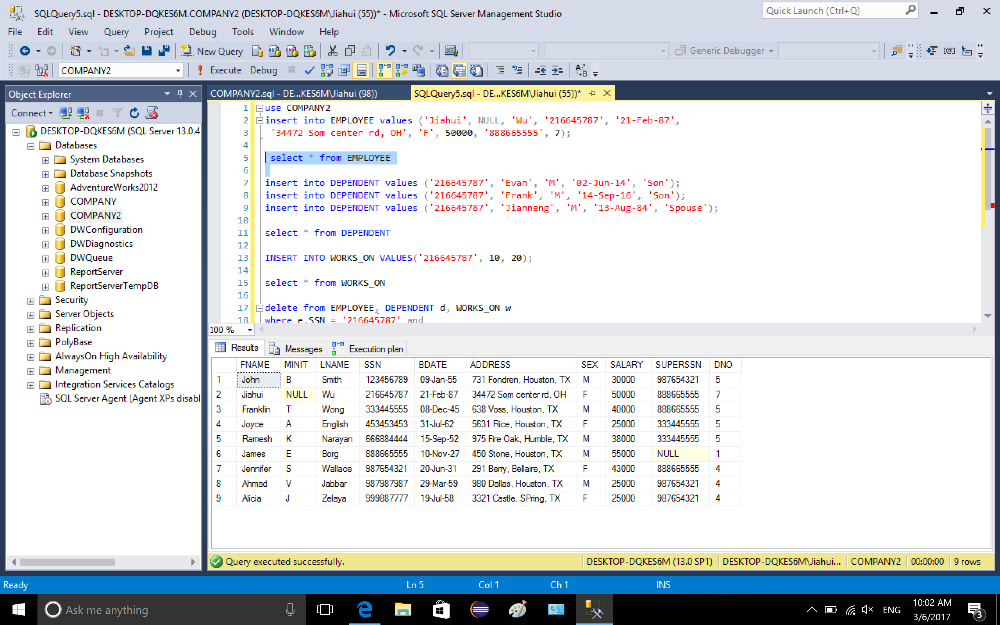 SQLQuery5.sql - DESKTOP-DQKES6M.COMPANY2 (DESKTOP-DQKES6M\Jiahui (55))* - Microsoft SQL Server Management Studio
Quick Launch (Ctrl+Q)
File Edit View Query Project Debug Tools Window Help
New Query
Generic Debugger
COMPANY2
Execute Debug
Object Explorer
Connect
DESKTOP-DQKES6M (SQL Server 13.0.4
Databases
System Databases
Database Snapshots
AdventureWorks2012
COMPANY
COMPANY2
DWConfiguration
DWDiagnostics
DWQueue
ReportServer
ReportServerTempDB
Security
Server Objects
Replication
PolyBase
AlwaysOn High Availability
Management
Integration Services Catalogs
SQL Server Agent (Agent XPs disabl
COMPANY2.sql - DE...KES6M\Jiahui (98)) SQLQuery5.sql - DE...KES6M\Jiahui (55))*
1 use COMPANY2
2 insert into EMPLOYEE values ('Jiahui', NULL, 'Wu', '216645787', '21-Feb-87',
3 '34472 Som center rd, OH', 'F', 50000, '888665555', 7);
4
5 select * from EMPLOYEE
6
7 insert into DEPENDENT values ('216645787', 'Evan', 'M', '02-Jun-14', 'Son');
8 insert into DEPENDENT values ('216645787', 'Frank', 'M', '14-Sep-16', 'Son');
9 insert into DEPENDENT values ('216645787', 'Jianneng', 'M', '13-Aug-84', 'Spouse');
10
11 select * from DEPENDENT
12
13 INSERT INTO WORKS_ON VALUES('216645787', 10, 20);
14
15 select * from WORKS_ON
16
17 delete from EMPLOYEE, DEPENDENT d, WORKS_ON w
18 where e.SSN = '216645787' and
100 %
Results Messages Execution plan
FNAME MINIT LNAME SSN BDATE ADDRESS SEX SALARY SUPERSSN DNO
1 John B Smith 123456789 09-Jan-55 731 Fondren, Houston, TX M 30000 987654321 5
2 Jiahui NULL Wu 216645787 21-Feb-87 34472 Som center rd, OH F 50000 888665555 7
3 Franklin T Wong 333445555 08-Dec-45 638 Voss, Houston, TX M 40000 888665555 5
4 Joyce A English 453453453 31-Jul-62 5631 Rice, Houston, TX F 25000 333445555 5
5 Ramesh K Narayan 666884444 15-Sep-52 975 Fire Oak, Humble, TX M 38000 333445555 5
6 James E Borg 888665555 10-Nov-27 450 Stone, Houston, TX M 55000 NULL 1
7 Jennifer S Wallace 987654321 20-Jun-31 291 Berry, Bellaire, TX F 43000 888665555 4
8 Ahmad V Jabbar 987987987 29-Mar-59 980 Dallas, Houston, TX M 25000 987654321 4
9 Alicia J Zelaya 999887777 19-Jul-58 3321 Castle, SPring, TX F 25000 987654321 4
Query executed successfully. DESKTOP-DQKES6M (13.0 SP1) DESKTOP-DQKES6M\Jiahui... COMPANY2 00:00:00 9 rows
Ready Ln 5 Col 1 Ch 1 INS
Ask me anything
ENG
10:02 AM
3/6/2017
3